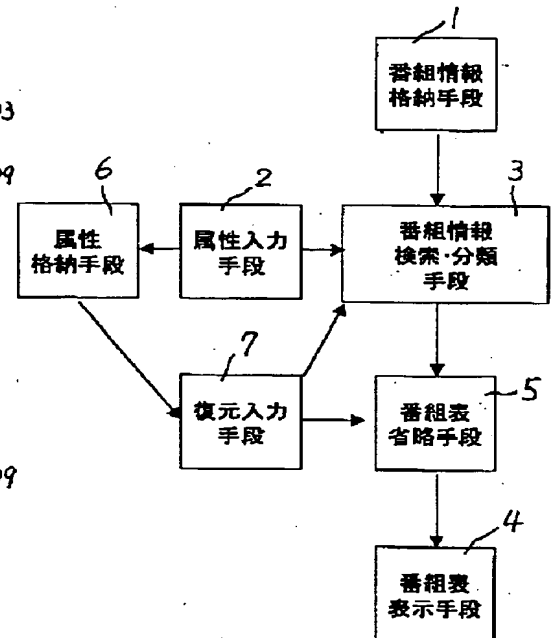 1
番組情報
格納手段
6
属性
格納手段
2
属性入力
手段
3
番組情報
検索・分類
手段
7
復元入力
手段
5
番組表
省略手段
4
番組表
表示手段